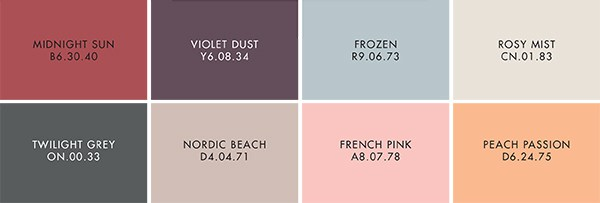 MIDNIGHT SUN
B6.30.40
VIOLET DUST
Y6.08.34
FROZEN
R9.06.73
ROSY MIST
CN.01.83
TWILIGHT GREY
ON.00.33
NORDIC BEACH
D4.04.71
FRENCH PINK
A8.07.78
PEACH PASSION
D6.24.75